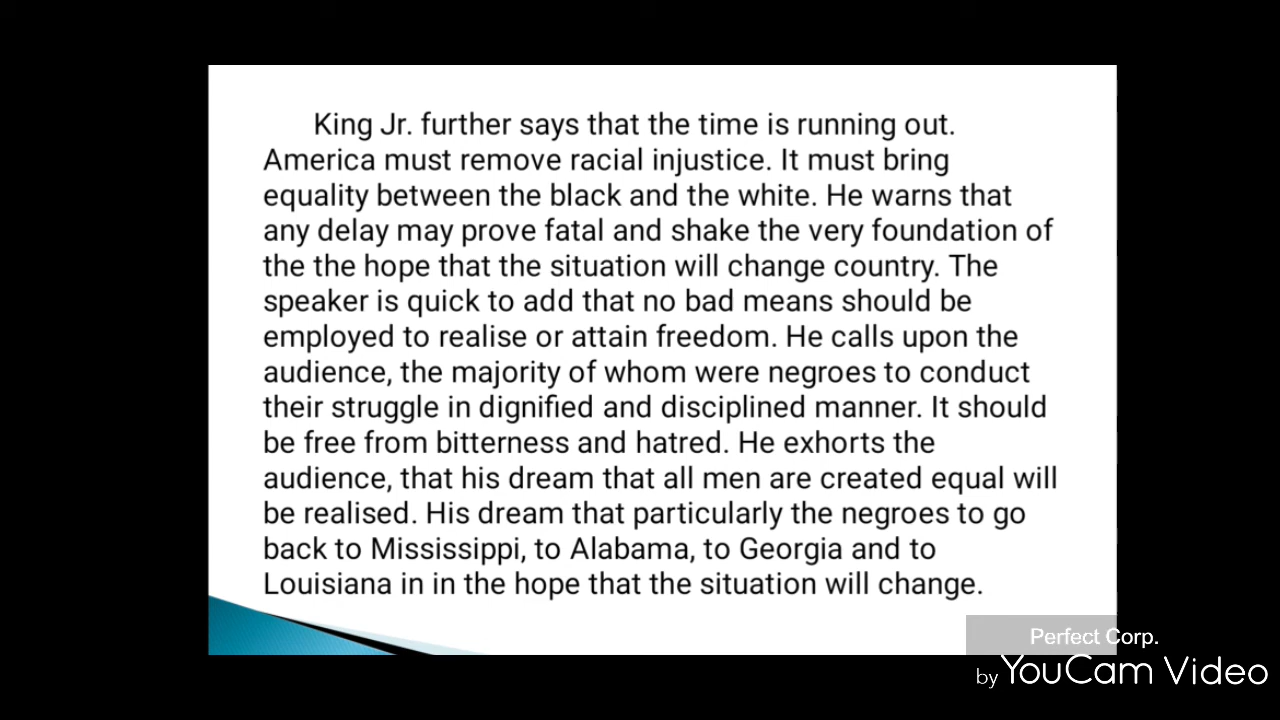 King Jr. further says that the time is running out.
America must remove racial injustice. It must bring
equality between the black and the white. He warns that
any delay may prove fatal and shake the very foundation of
the the hope that the situation will change country. The
speaker is quick to add that no bad means should be
employed to realise or attain freedom. He calls upon the
audience, the majority of whom were negroes to conduct
their struggle in dignified and disciplined manner. It should
be free from bitterness and hatred. He exhorts the
audience, that his dream that all men are created equal will
be realised. His dream that particularly the negroes to go
back to Mississippi, to Alabama, to Georgia and to
Louisiana in in the hope that the situation will change.
Perfect Corp.
by YouCam Video